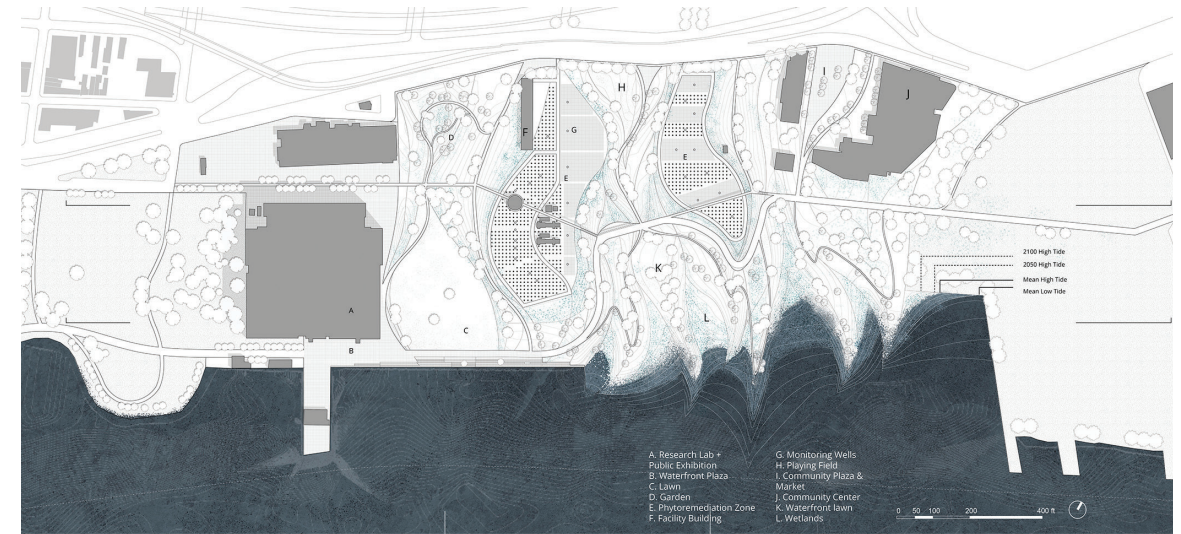 H
I
J
D
F
G
E
E
2100 High Tide
2050 High Tide
Mean High Tide
Mean Low Tide
K
A
L
C
B
A. Research Lab +
Public Exhibition
B. Waterfront Plaza
C. Lawn
D. Garden
E. Phytoremediation Zone
F. Facility Building
G. Monitoring Wells
H. Playing Field
I. Community Plaza &
Market
J. Community Center
K. Waterfront lawn
L. Wetlands
0 50 100 200 400 ft